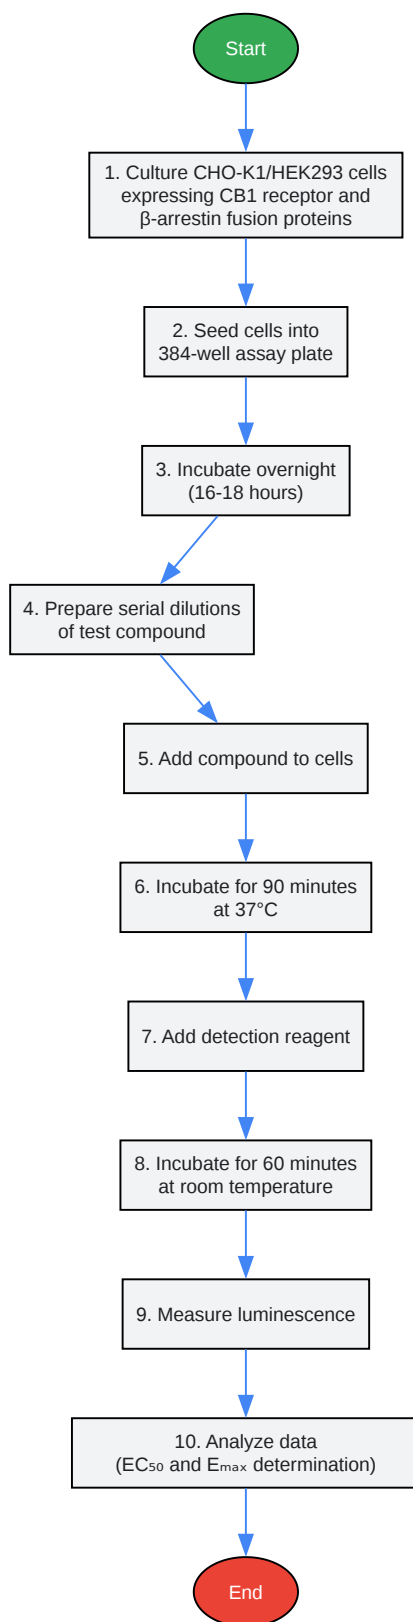 Start
1. Culture CHO-K1/HEK293 cells
expressing CB1 receptor and
β-arrestin fusion proteins
2. Seed cells into
384-well assay plate
3. Incubate overnight
(16-18 hours)
4. Prepare serial dilutions
of test compound
5. Add compound to cells
6. Incubate for 90 minutes
at 37°C
7. Add detection reagent
8. Incubate for 60 minutes
at room temperature
9. Measure luminescence
10. Analyze data
(EC₅₀ and Eₘₐₓ determination)
End